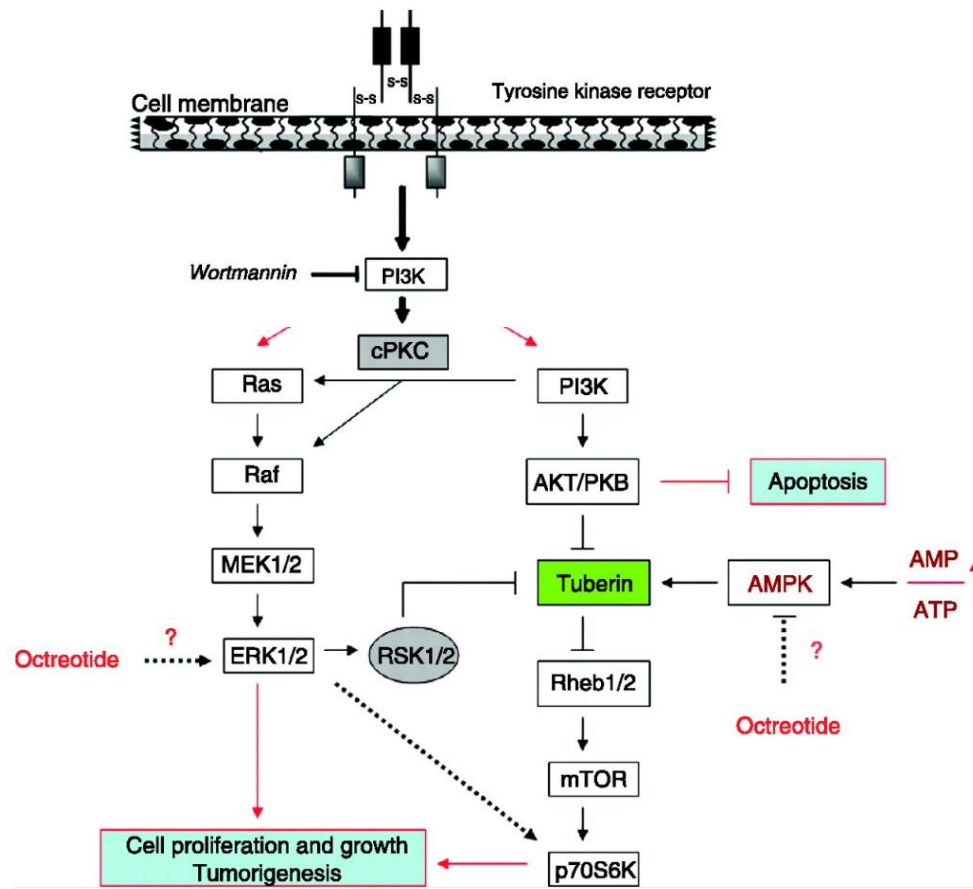 s-s
s-s
s-s
Cell membrane
Tyrosine kinase receptor
Wortmannin
PI3K
cPKC
Ras
PI3K
Raf
AKT/PKB
Apoptosis
MEK1/2
Tuberin
AMPK
AMP
ATP
?
Octreotide
ERK1/2
RSK1/2
?
Rheb1/2
Octreotide
mTOR
Cell proliferation and growth
Tumorigenesis
p70S6K